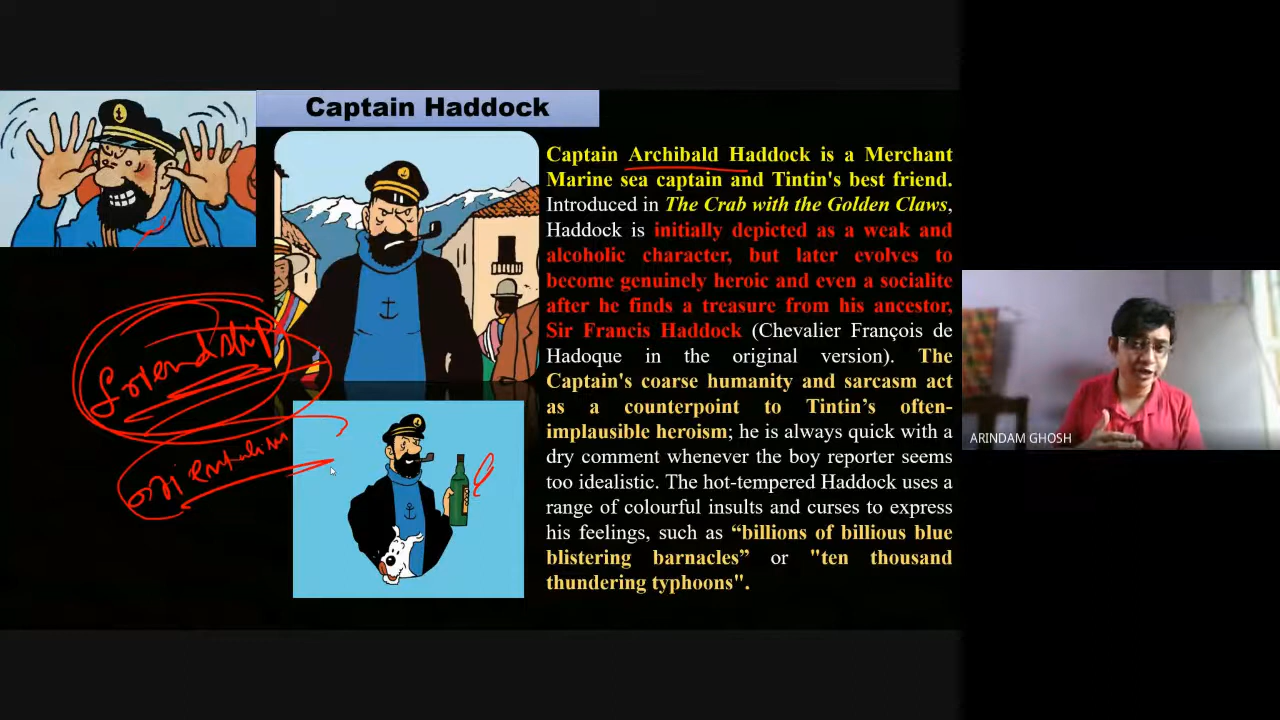 Captain Haddock
Captain Archibald Haddock is a Merchant
Marine sea captain and Tintin's best friend.
Introduced in The Crab with the Golden Claws,
Haddock is initially depicted as a weak and
alcoholic character, but later evolves to
become genuinely heroic and even a socialite
after he finds a treasure from his ancestor,
Sir Francis Haddock (Chevalier François de
Hadoque in the original version). The
Captain's coarse humanity and sarcasm act
as a counterpoint to Tintin’s often-
implausible heroism; he is always quick with a
dry comment whenever the boy reporter seems
too idealistic. The hot-tempered Haddock uses a
range of colourful insults and curses to express
his feelings, such as “billions of billious blue
blistering barnacles” or "ten thousand
thundering typhoons".
friendship
orientalism
ARINDAM GHOSH